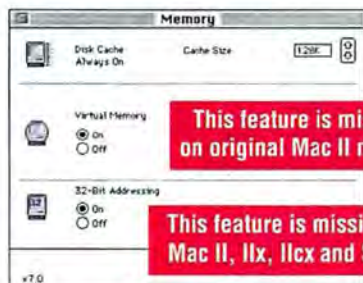 Memory
Disk Cache
Always On
Cache Size
128K
Virtual Memory
On
Off
This feature is mi
on original Mac II
32-Bit Addressing
32
On
Off
This feature is missi
Mac II, IIx, IIcx and
v7.0